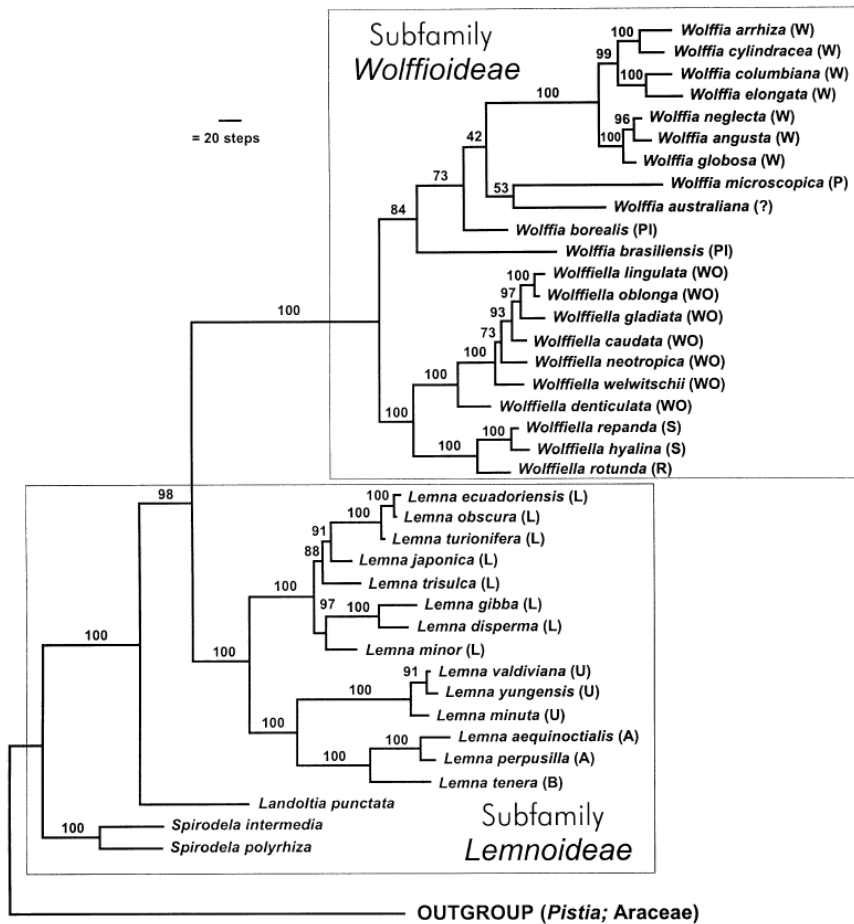 Subfamily
Wolffioideae
= 20 steps
100
Wolffia arrhiza (W)
99
Wolffia cylindracea (W)
100
Wolffia columbiana (W)
100
Wolffia elongata (W)
96
Wolffia neglecta (W)
42
100
Wolffia angusta (W)
Wolffia globosa (W)
73
53
Wolffia microscopica (P)
84
Wolffia australiana (?)
Wolffia borealis (PI)
Wolffia brasiliensis (PI)
100
Wolffiella lingulata (WO)
97
Wolffiella oblonga (WO)
93
Wolffiella gladiata (WO)
100
73
Wolffiella caudata (WO)
100
Wolffiella neotropica (WO)
100
Wolffiella welwitschii (WO)
100
Wolffiella denticulata (WO)
100
Wolffiella repanda (S)
100
Wolffiella hyalina (S)
Wolffiella rotunda (R)
98
100
Lemna ecuadoriensis (L)
100
Lemna obscura (L)
91
Lemna turionifera (L)
88
Lemna japonica (L)
100
Lemna trisulca (L)
97
100
Lemna gibba (L)
Lemna disperma (L)
100
100
Lemna minor (L)
91
Lemna valdiviana (U)
100
Lemna yungensis (U)
Lemna minuta (U)
100
100
Lemna aequinoctialis (A)
100
Lemna perpusilla (A)
Lemna tenera (B)
Landoltia punctata
100
Spirodela intermedia
Spirodela polyrhiza
Subfamily
Lemnoideae
OUTGROUP (Pistia; Araceae)